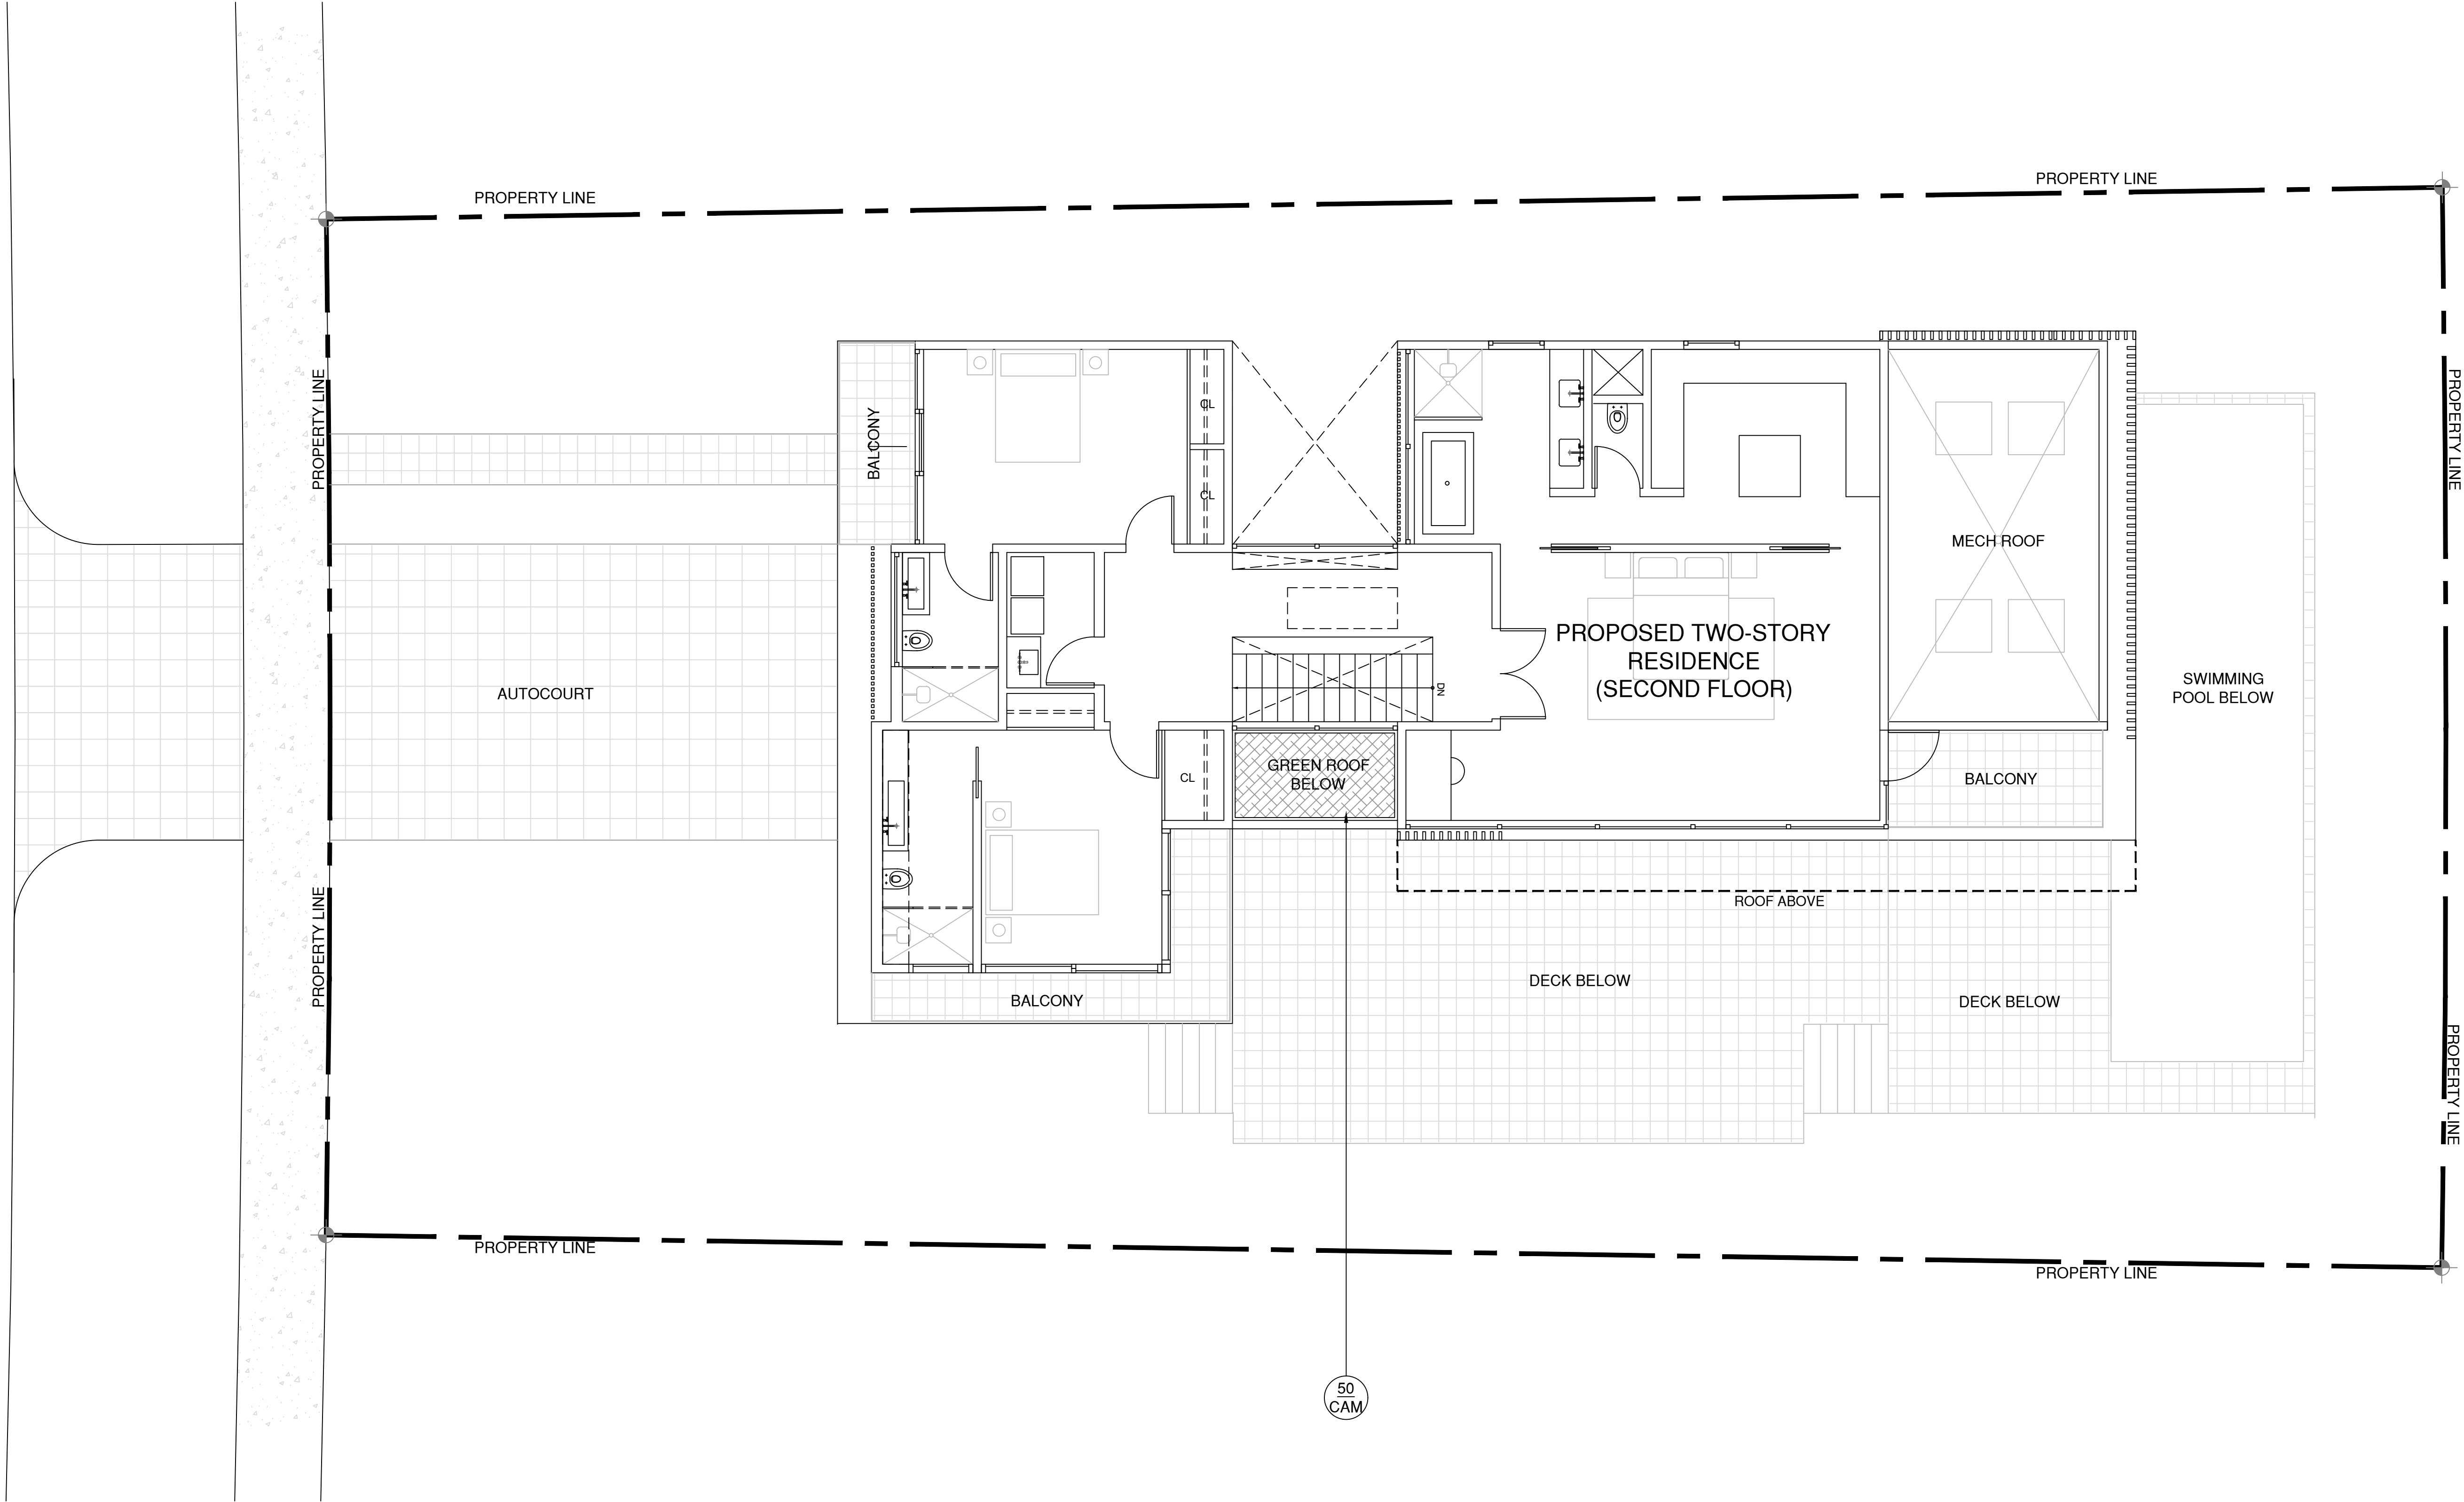 PROPERTY LINE
PROPERTY LINE
PROPERTY LINE
PROPERTY LINE
BALCONY
CL
CL
MECH ROOF
AUTOCOURT
PROPOSED TWO-STORY
RESIDENCE
(SECOND FLOOR)
DN
SWIMMING
POOL BELOW
GREEN ROOF
BELOW
CL
BALCONY
ROOF ABOVE
PROPERTY LINE
DECK BELOW
BALCONY
DECK BELOW
PROPERTY LINE
PROPERTY LINE
PROPERTY LINE
50
CAM